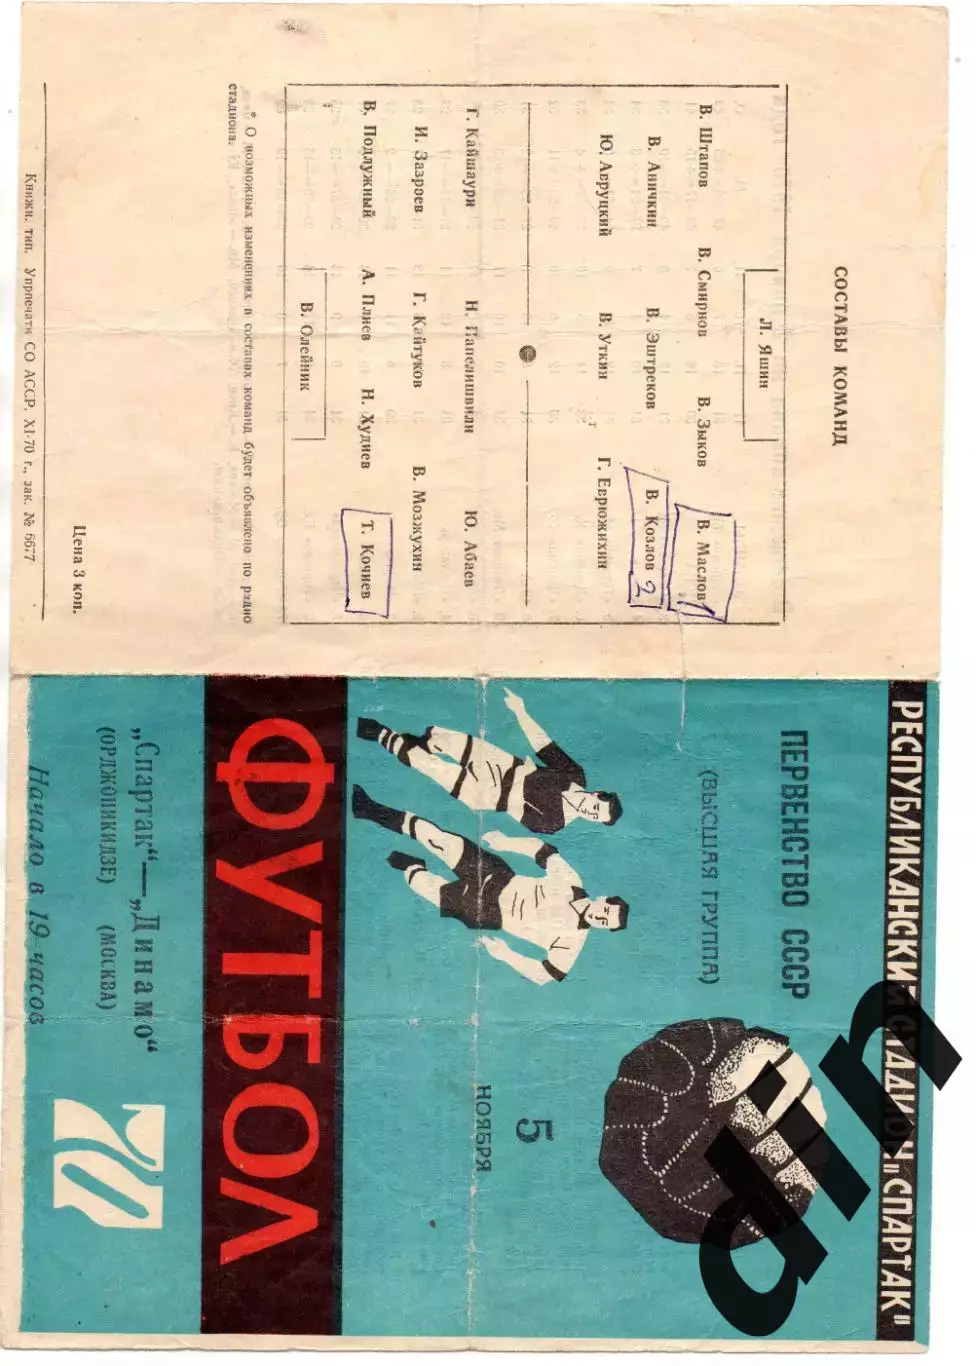 РЕСПУБЛИКАНСКИЙ СТАДИОН „СПАРТАК"
ПЕРВЕНСТВО СССР
(ВЫСШАЯ ГРУППА)
5
НОЯБРЯ
ФУТБОЛ
„Спартак"—„Динамо"
(ОРДЖОНИКИДЗЕ) (МОСКВА)
Начало в 19 часов
70
СОСТАВЫ КОМАНД
Л. Яшин
В. Штапов В. Смирнов В. Зыков В. Маслов 1
В. Аничкин В. Эштреков В. Козлов 2
Ю. Авруцкий В. Уткин Г. Еврюжихин
Г. Кайшаури Н. Папелишвили Ю. Абаев
И. Зазроев Г. Кайтуков В. Мозжухин
В. Подлужный А. Плиев Н. Худиев Т. Кочиев
В. Олейник
* О возможных изменениях в составах команд будет объявлено по радио
стадиона.
Цена 3 коп.
Книжн. тип. Упрпечати СО АССР. XI-70 г., зак. № 6677